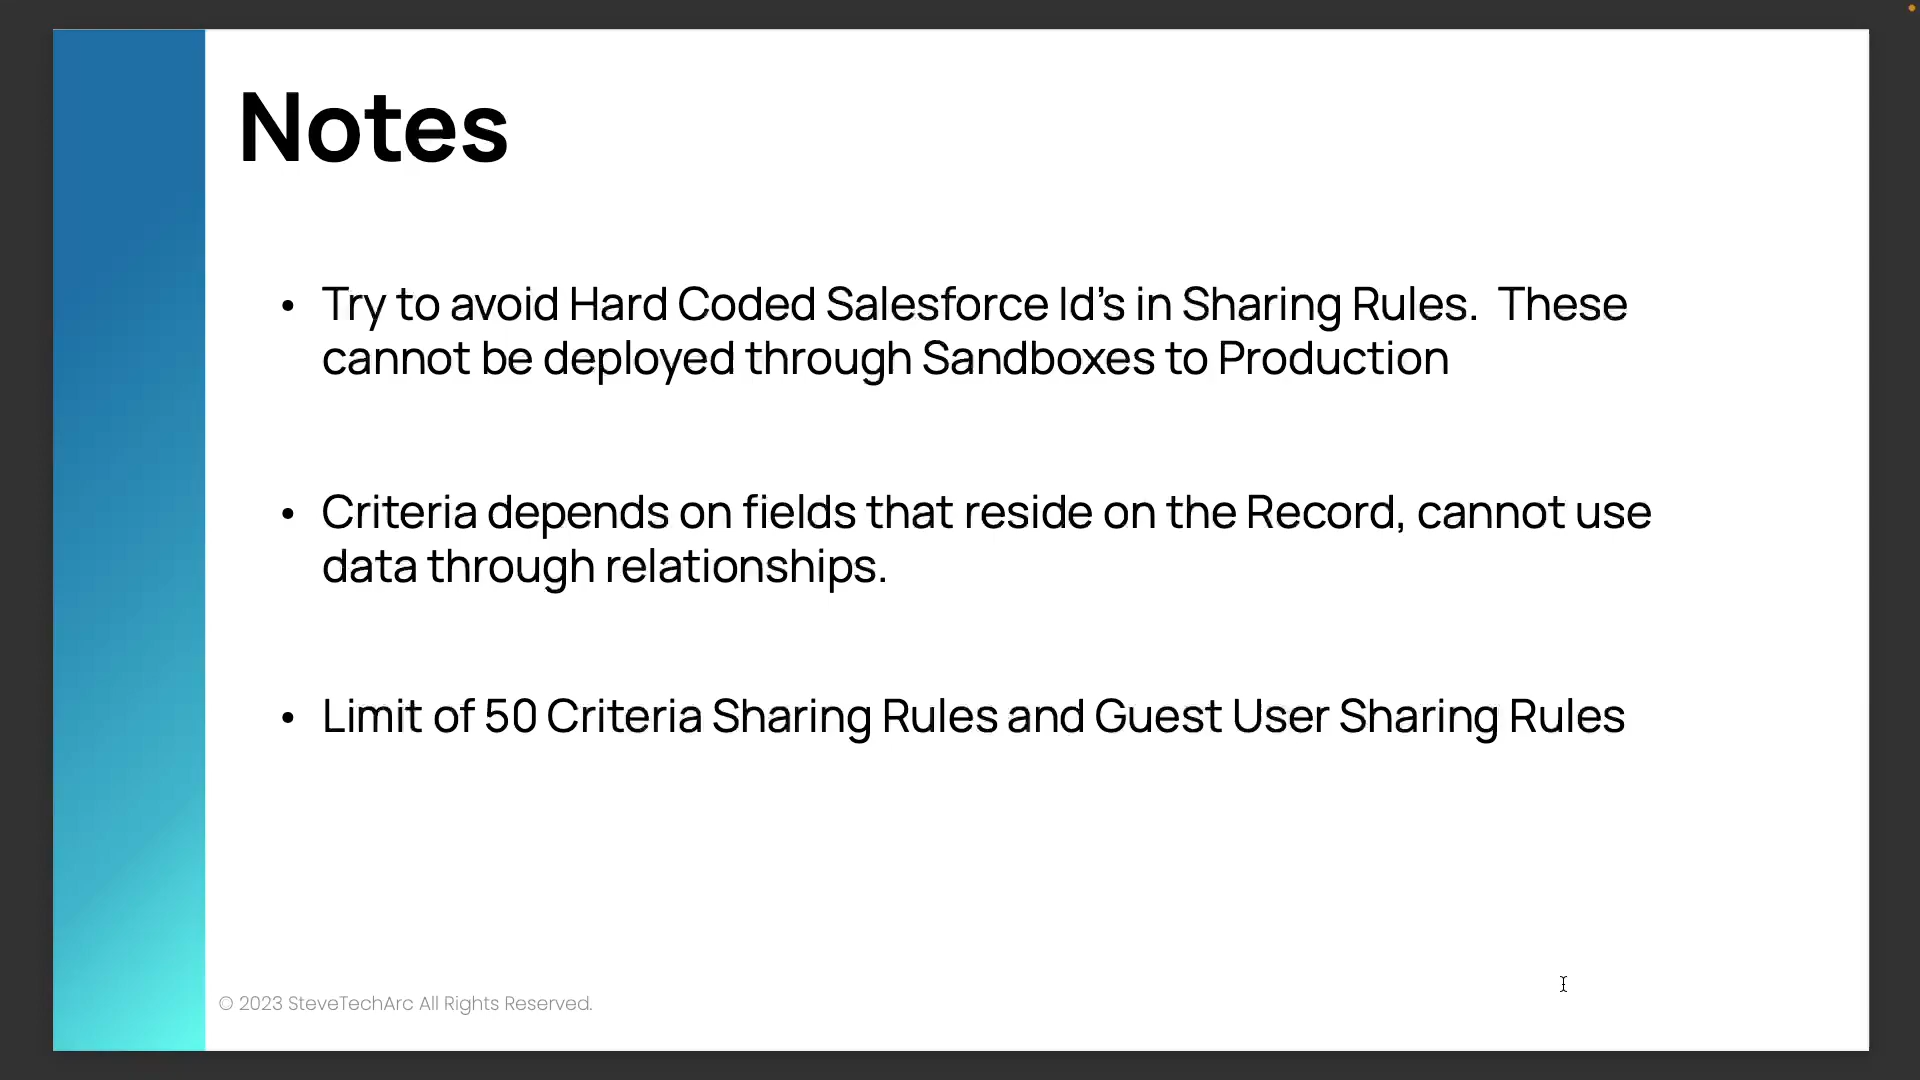 Notes
• Try to avoid Hard Coded Salesforce Id’s in Sharing Rules.  These
cannot be deployed through Sandboxes to Production
• Criteria depends on fields that reside on the Record, cannot use
data through relationships.
• Limit of 50 Criteria Sharing Rules and Guest User Sharing Rules
© 2023 SteveTechArc All Rights Reserved.